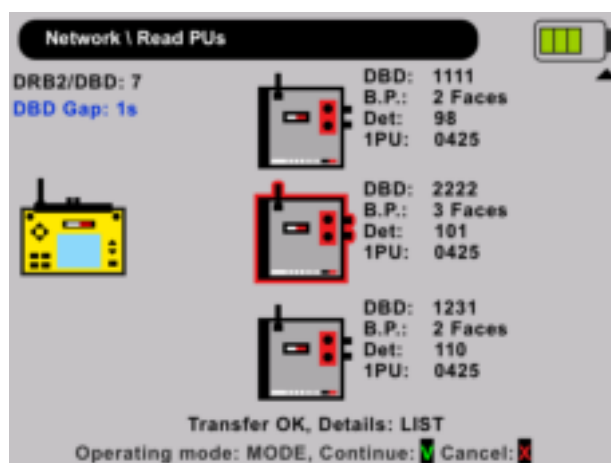 Network \ Read PUs
DRB2/DBD: 7
DBD Gap: 1s
DBD: 1111
B.P.: 2 Faces
Det: 98
1PU: 0425
DBD: 2222
B.P.: 3 Faces
Det: 101
1PU: 0425
DBD: 1231
B.P.: 2 Faces
Det: 110
1PU: 0425
Transfer OK, Details: LIST
Operating mode: MODE, Continue: V Cancel: X